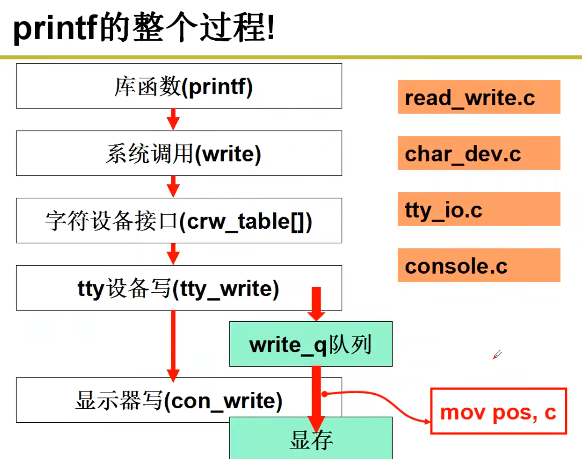 printf的整个过程!
库函数(printf)
系统调用(write)
字符设备接口(crw_table[])
tty设备写(tty_write)
write_q队列
显示器写(con_write)
显存
mov pos, c
read_write.c
char_dev.c
tty_io.c
console.c